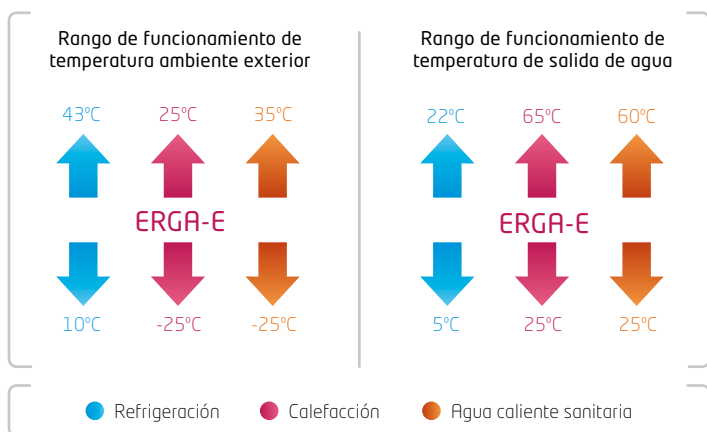 Rango de funcionamiento de
temperatura ambiente exterior
43ºC 25ºC 35ºC
ERGA-E
10ºC -25ºC -25ºC
Rango de funcionamiento de
temperatura de salida de agua
22ºC 65ºC 60ºC
ERGA-E
5ºC 25ºC 25ºC
Refrigeración Calefacción Agua caliente sanitaria